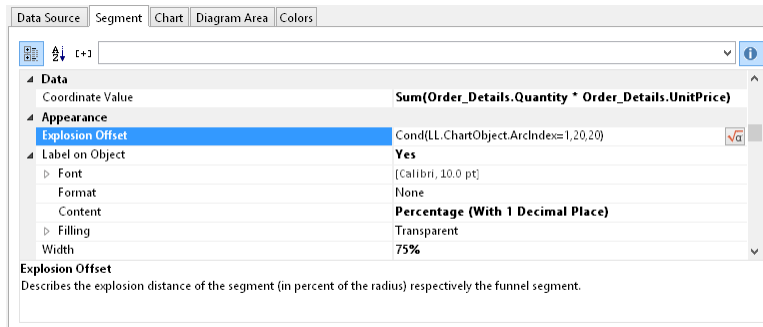 Data Source Segment Chart Diagram Area Colors
A Z [+]
Data
Coordinate Value Sum(Order_Details.Quantity * Order_Details.UnitPrice)
Appearance
Explosion Offset Cond(LL.ChartObject.ArcIndex=1,20,20) √α
Label on Object Yes
Font [Calibri, 10.0 pt]
Format None
Content Percentage (With 1 Decimal Place)
Filling Transparent
Width 75%
Explosion Offset
Describes the explosion distance of the segment (in percent of the radius) respectively the funnel segment.